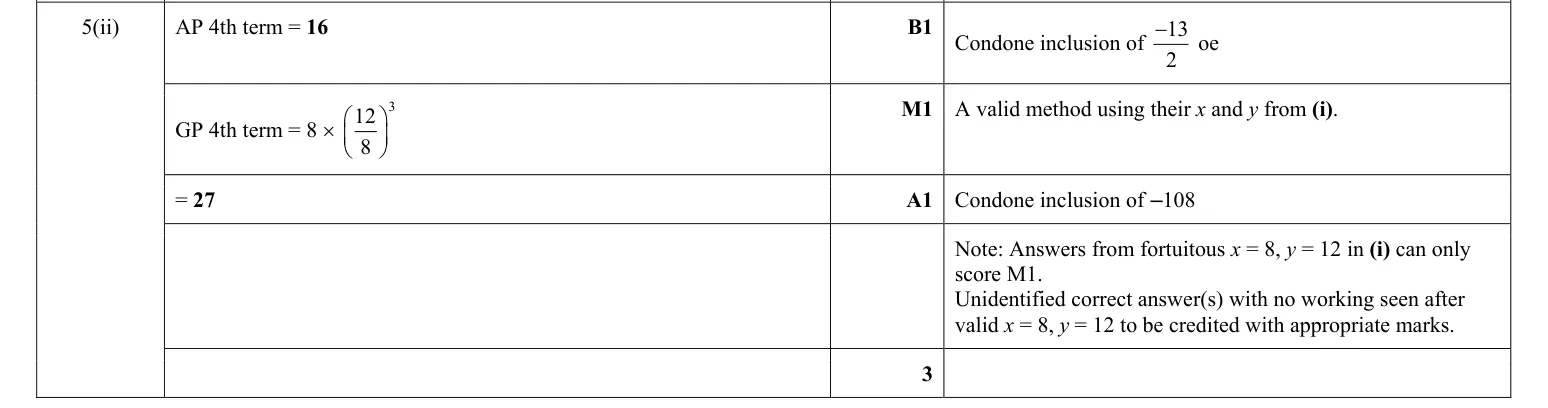 5(ii) AP 4th term = 16 B1 Condone inclusion of −13/2 oe
GP 4th term = 8 × (12/8)^3 M1 A valid method using their x and y from (i).
= 27 A1 Condone inclusion of −108
Note: Answers from fortuitous x = 8, y = 12 in (i) can only
score M1.
Unidentified correct answer(s) with no working seen after
valid x = 8, y = 12 to be credited with appropriate marks.
3